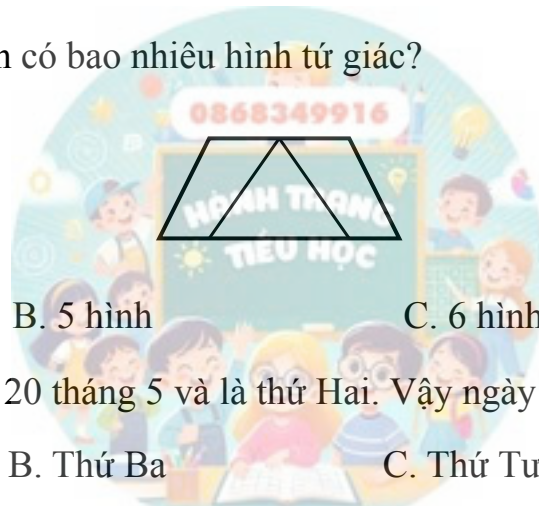 có bao nhiêu hình tứ giác?
0868349916
HÀNH TRANG
TIỂU HỌC
B. 5 hình
C. 6 hình
20 tháng 5 và là thứ Hai. Vậy ngày
B. Thứ Ba
C. Thứ Tư